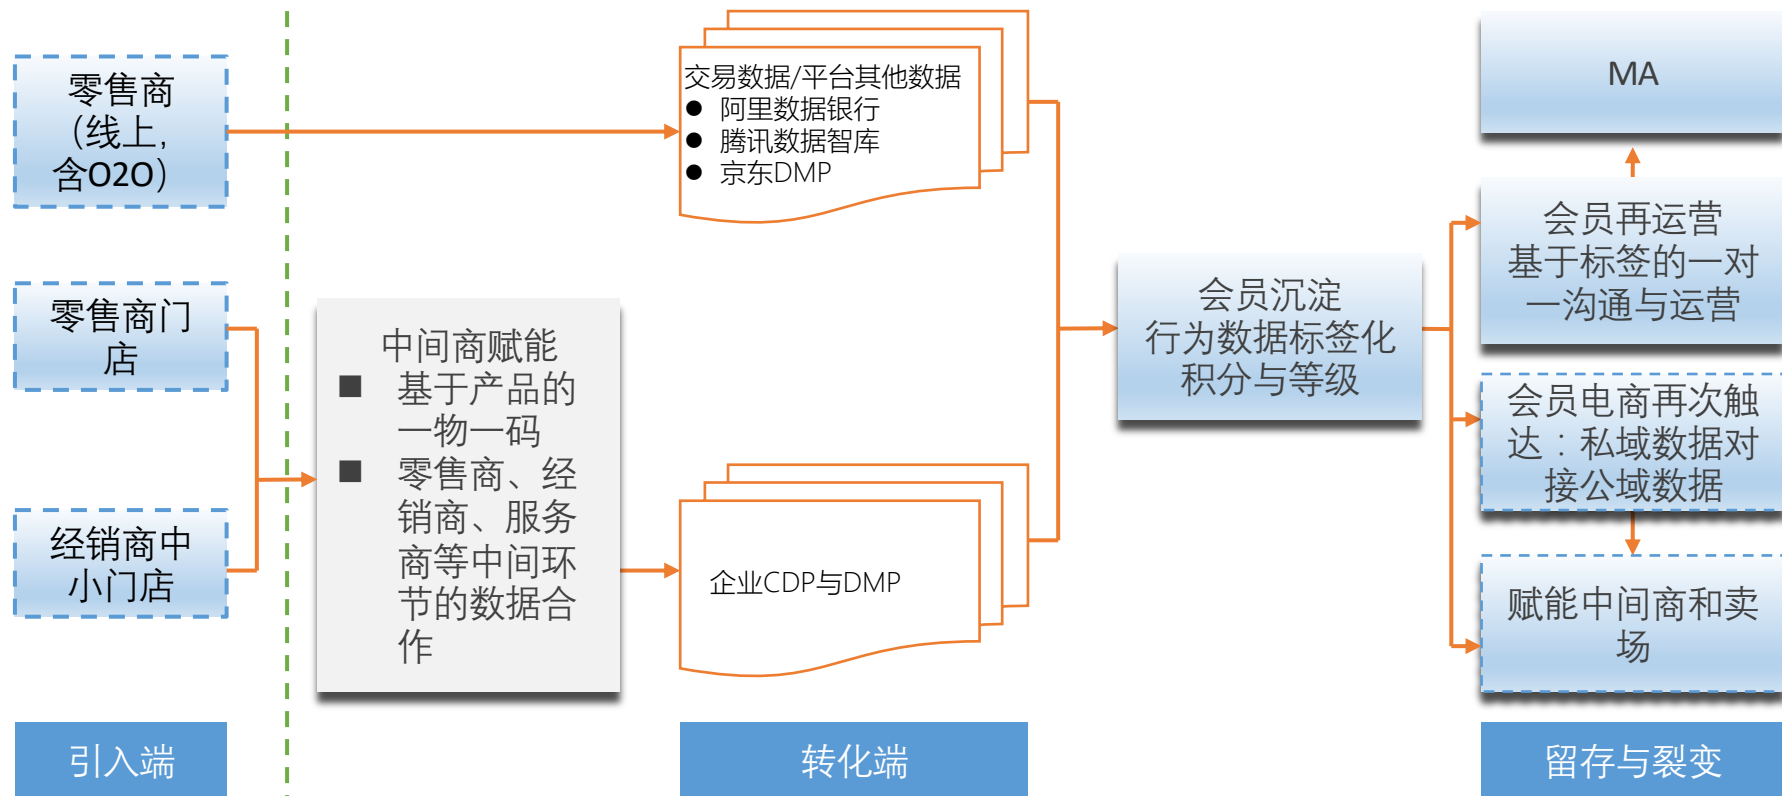 零售商
（线上，
含O2O）
零售商门
店
经销商中
小门店
引入端
中间商赋能
■ 基于产品的
一物一码
■ 零售商、经
销商、服务
商等中间环
节的数据合
作
交易数据/平台其他数据
● 阿里数据银行
● 腾讯数据智库
● 京东DMP
企业CDP与DMP
转化端
会员沉淀
行为数据标签化
积分与等级
MA
会员再运营
基于标签的一对
一沟通与运营
会员电商再次触
达：私域数据对
接公域数据
赋能中间商和卖
场
留存与裂变